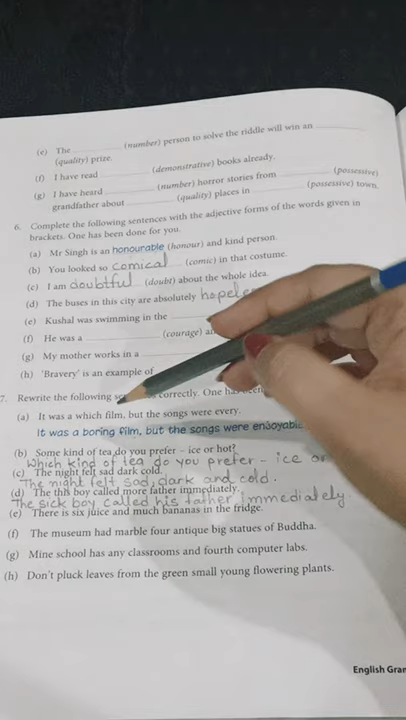 (e) The ______ (number) person to solve the riddle will win an ______
(quality) prize.
(f) I have read ______ (demonstrative) books already.
(g) I have heard ______ (number) horror stories from ______ (possessive)
grandfather about ______ (quality) places in ______ (possessive) town.
6. Complete the following sentences with the adjective forms of the words given in
brackets. One has been done for you.
(a) Mr Singh is an honourable (honour) and kind person.
(b) You looked so comical (comic) in that costume.
(c) I am doubtful (doubt) about the whole idea.
(d) The buses in this city are absolutely
(e) Kushal was swimming in the
(f) He was a ______ (courage)
(g) My mother works in a
(h) 'Bravery' is an example of
7. Rewrite the following correctly. One
(a) It was a which film, but the songs were every.
It was a boring film, but the songs were
(b) Some kind of tea do you prefer – ice or hot?
Which kind of tea do you prefer - ice or
(c) The night felt sad dark cold.
The night felt sad, dark and cold.
(d) The this boy called more father immediately.
The sick boy called his father immediately.
(e) There is six juice and much bananas in the fridge.
(f) The museum had marble four antique big statues of Buddha.
(g) Mine school has any classrooms and fourth computer labs.
(h) Don't pluck leaves from the green small young flowering plants.
English